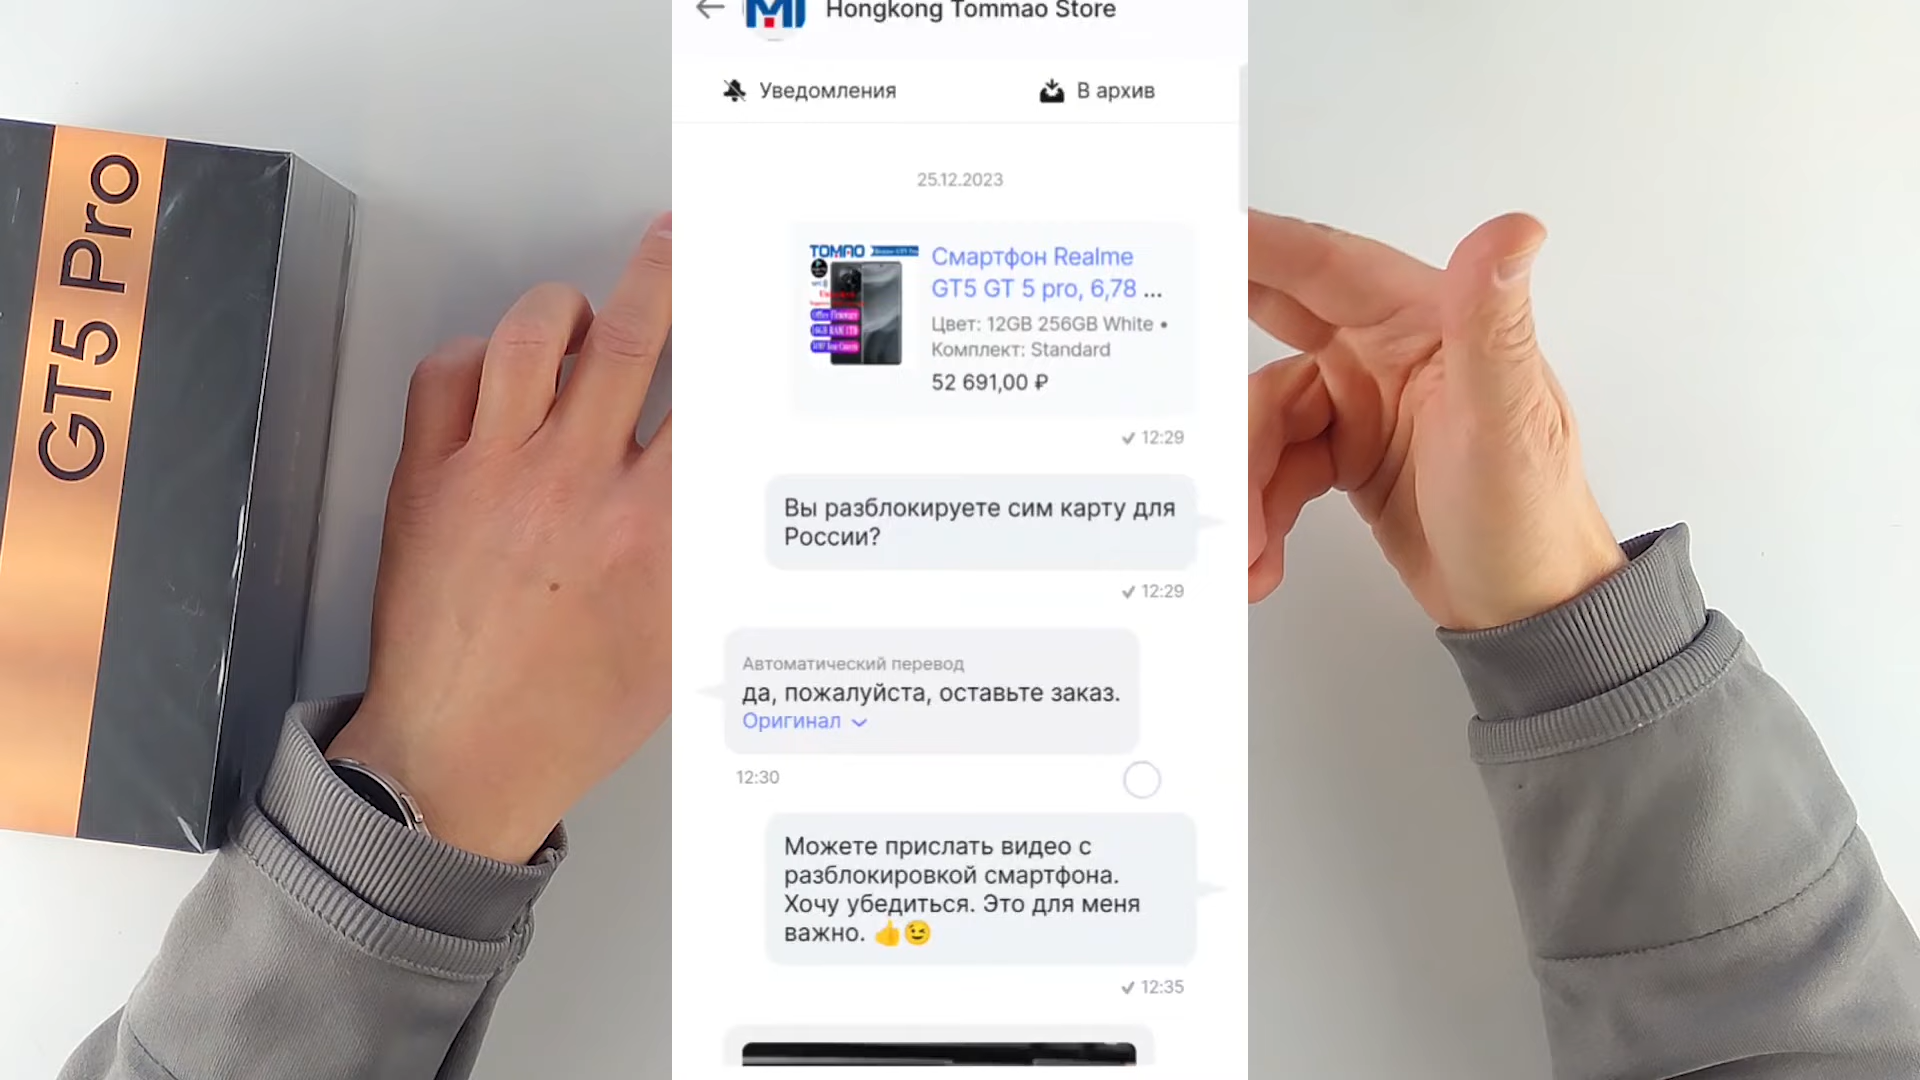 GT5 Pro
Hongkong Tommao Store
Уведомления
В архив
25.12.2023
TOMAO
Смартфон Realme
GT5 GT 5 pro, 6,78 ...
Цвет: 12GB 256GB White •
Комплект: Standard
52 691,00 ₽
12:29
Вы разблокируете сим карту для
России?
12:29
Автоматический перевод
да, пожалуйста, оставьте заказ.
Оригинал
12:30
Можете прислать видео с
разблокировкой смартфона.
Хочу убедиться. Это для меня
важно. 👍😉
12:35